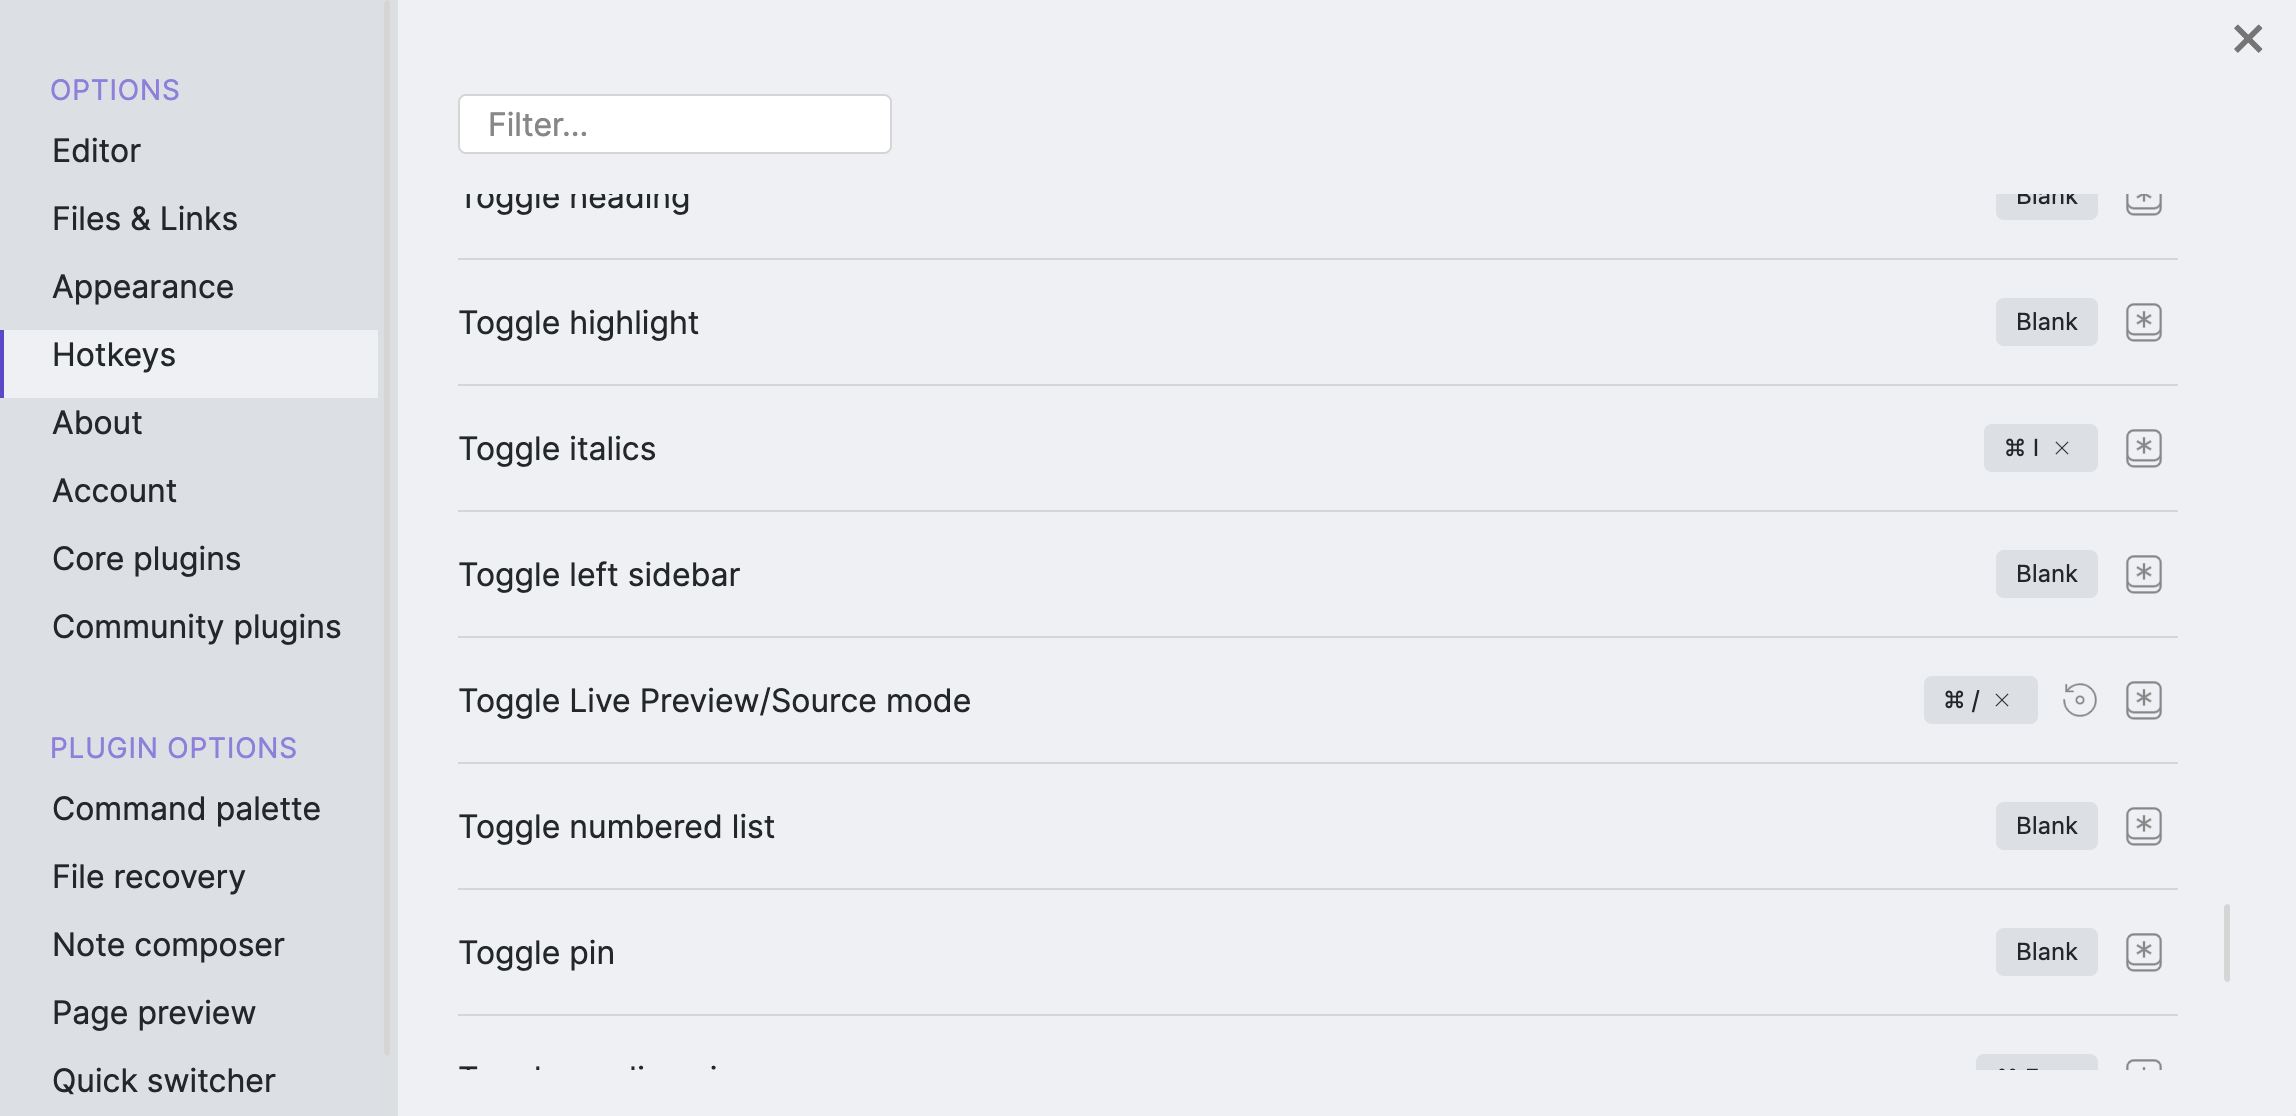 OPTIONS
Editor
Files & Links
Appearance
Hotkeys
About
Account
Core plugins
Community plugins
PLUGIN OPTIONS
Command palette
File recovery
Note composer
Page preview
Quick switcher
Filter...
Toggle heading Blank
Toggle highlight Blank
Toggle italics ⌘ I
Toggle left sidebar Blank
Toggle Live Preview/Source mode ⌘ /
Toggle numbered list Blank
Toggle pin Blank